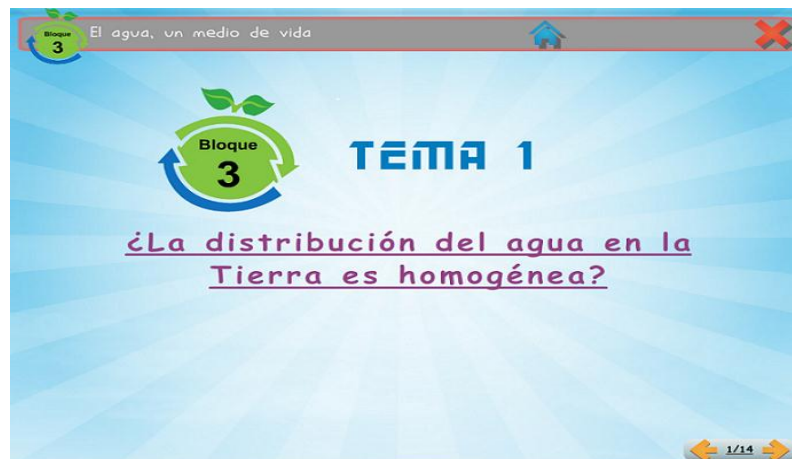 Bloque
3
El agua, un medio de vida
Bloque
3
TEMA 1
¿La distribución del agua en la
Tierra es homogénea?
1/14